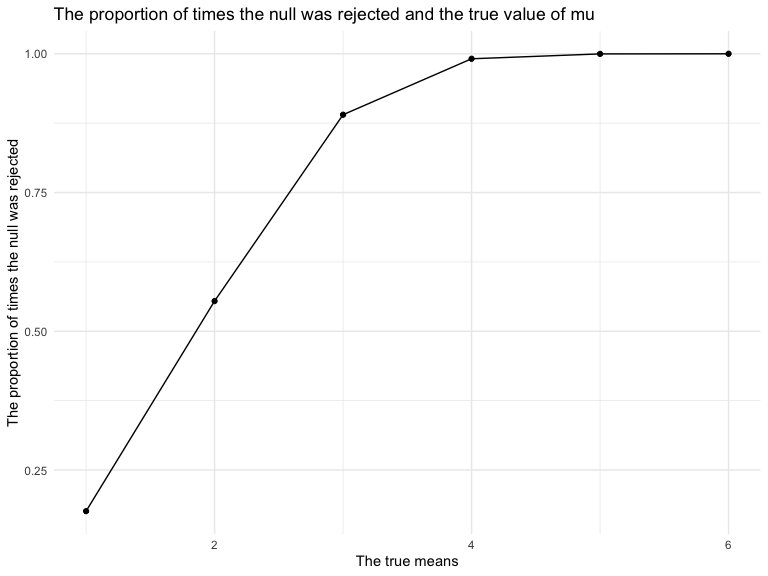 The proportion of times the null was rejected and the true value of mu
The proportion of times the null was rejected
1.00
0.75
0.50
0.25
2
4
6
The true means